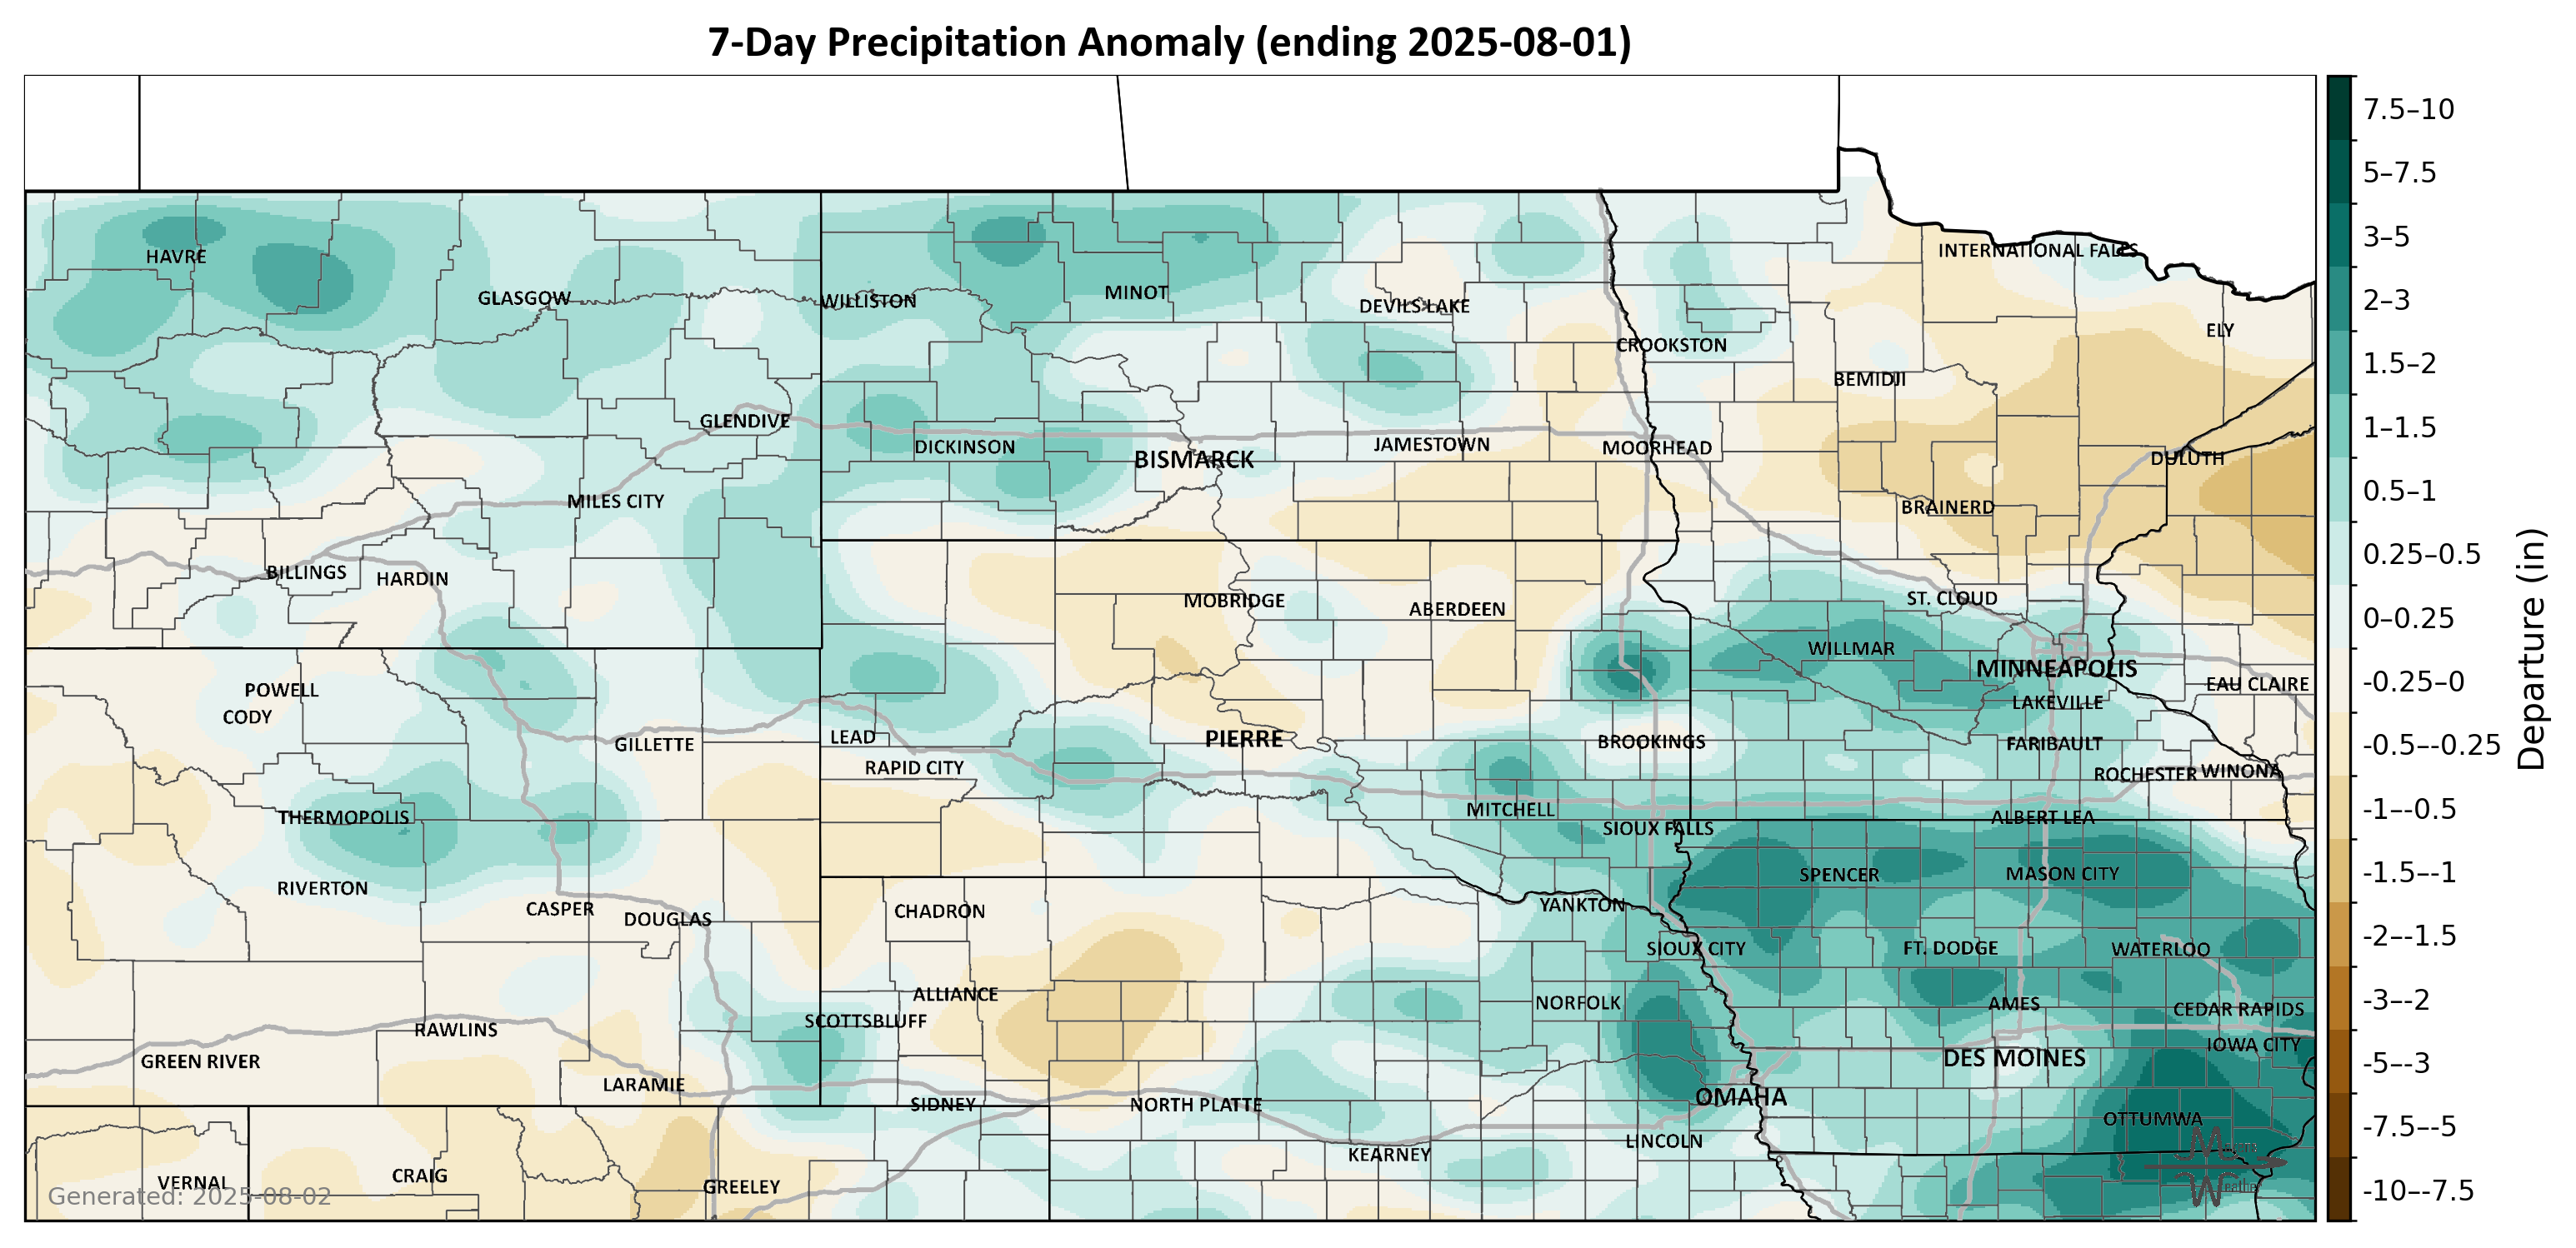 7-Day Precipitation Anomaly (ending 2025-08-01)
INTERNATIONAL FALLS
HAVRE
GLASGOW
WILLISTON
MINOT
DEVILS LAKE
ELY
CROOKSTON
BEMIDJI
GLENDIVE
DICKINSON
BISMARCK
JAMESTOWN
MOORHEAD
DULUTH
MILES CITY
BRAINERD
BILLINGS
HARDIN
MOBRIDGE
ABERDEEN
ST. CLOUD
WILLMAR
MINNEAPOLIS
POWELL
EAU CLAIRE
CODY
LAKEVILLE
GILLETTE
LEAD
PIERRE
BROOKINGS
FARIBAULT
RAPID CITY
ROCHESTER
WINONA
THERMOPOLIS
MITCHELL
ALBERT LEA
SIOUX FALLS
RIVERTON
SPENCER
MASON CITY
CASPER
DOUGLAS
CHADRON
YANKTON
SIOUX CITY
FT. DODGE
WATERLOO
ALLIANCE
NORFOLK
AMES
CEDAR RAPIDS
SCOTTSBLUFF
RAWLINS
IOWA CITY
GREEN RIVER
DES MOINES
LARAMIE
OMAHA
SIDNEY
NORTH PLATTE
OTTUMWA
LINCOLN
KEARNEY
VERNAL
CRAIG
GREELEY
Generated: 2025-08-02
7.5–10
5–7.5
3–5
2–3
1.5–2
1–1.5
0.5–1
0.25–0.5
0–0.25
-0.25–0
-0.5–-0.25
-1–-0.5
-1.5–-1
-2–-1.5
-3–-2
-5–-3
-7.5–-5
-10–-7.5
Departure (in)